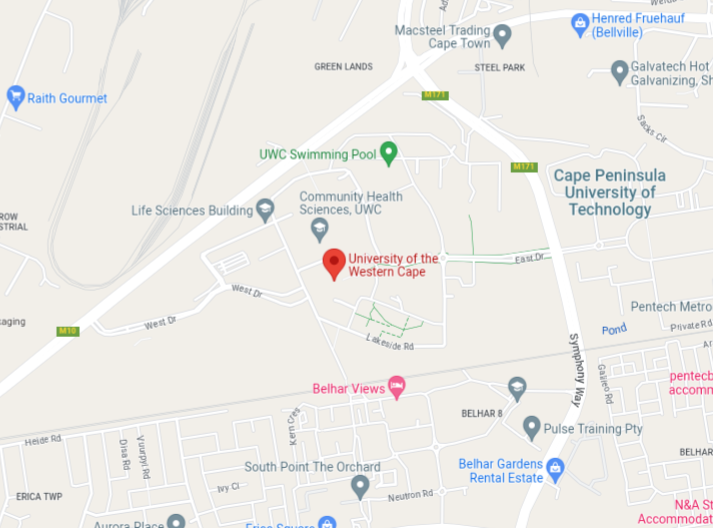 Welda
Macsteel Trading
Cape Town
Henred Fruehauf
(Bellville)
GREEN LANDS
STEEL PARK
Galvatech Hot
Galvanizing, Sh
Raith Gourmet
M171
Sacks Cir
UWC Swimming Pool
M171
Cape Peninsula
University of
Technology
Community Health
Sciences, UWC
Life Sciences Building
ROW
STRIAL
University of the
Western Cape
East Dr
West Dr
West Dr
kaging
M10
Lakeside Rd
Pentech Metro
Pond
Private Rd
Symphony Way
Galileo Rd
pentecb
accomn
Belhar Views
BELHAR 8
Kern Cres
Pulse Training Pty
Heide Rd
Disa Rd
Vuurpyl Rd
BELHAR
South Point The Orchard
Belhar Gardens
Rental Estate
Ivy Cl
Neutron Rd
ERICA TWP
N&A St
Accommodat
Aurora Place
Erica Square